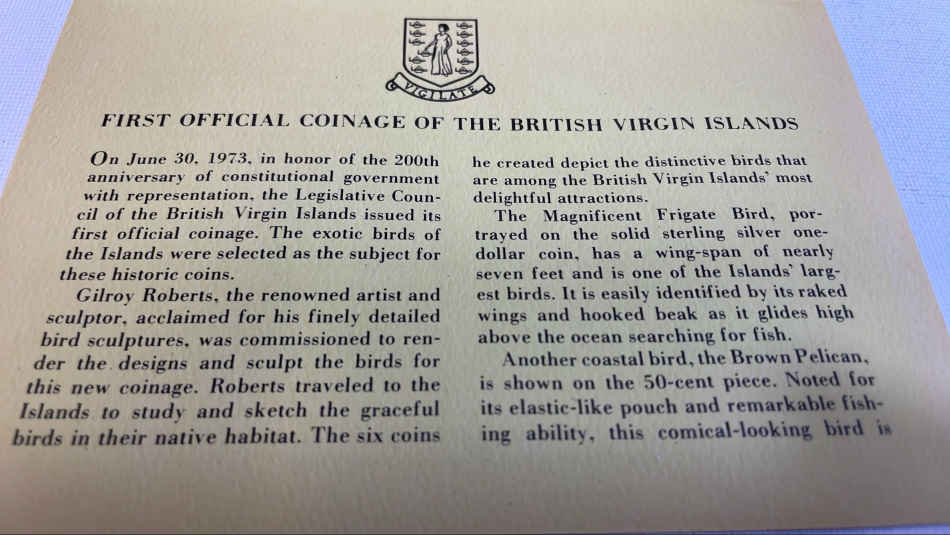 VIGILATE
FIRST OFFICIAL COINAGE OF THE BRITISH VIRGIN ISLANDS
On June 30, 1973, in honor of the 200th
anniversary of constitutional government
with representation, the Legislative Coun-
cil of the British Virgin Islands issued its
first official coinage. The exotic birds of
the Islands were selected as the subject for
these historic coins.
Gilroy Roberts, the renowned artist and
sculptor, acclaimed for his finely detailed
bird sculptures, was commissioned to ren-
der the designs and sculpt the birds for
this new coinage. Roberts traveled to the
Islands to study and sketch the graceful
birds in their native habitat. The six coins
he created depict the distinctive birds that
are among the British Virgin Islands' most
delightful attractions.
The Magnificent Frigate Bird, por-
trayed on the solid sterling silver one-
dollar coin, has a wing-span of nearly
seven feet and is one of the Islands' larg-
est birds. It is easily identified by its raked
wings and hooked beak as it glides high
above the ocean searching for fish.
Another coastal bird, the Brown Pelican,
is shown on the 50-cent piece. Noted for
its elastic-like pouch and remarkable fish-
ing ability, this comical-looking bird is